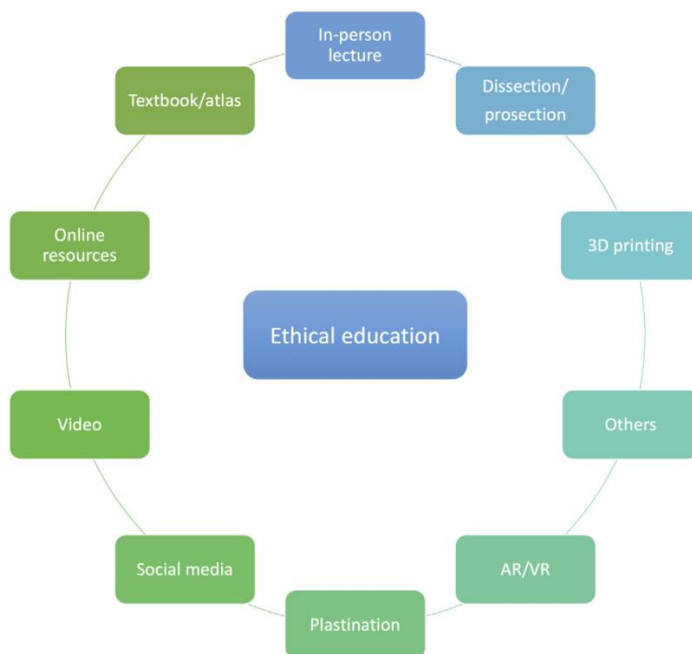 In-person
lecture
Dissection/
prosection
3D printing
Others
AR/VR
Plastination
Social media
Video
Online
resources
Textbook/atlas
Ethical education